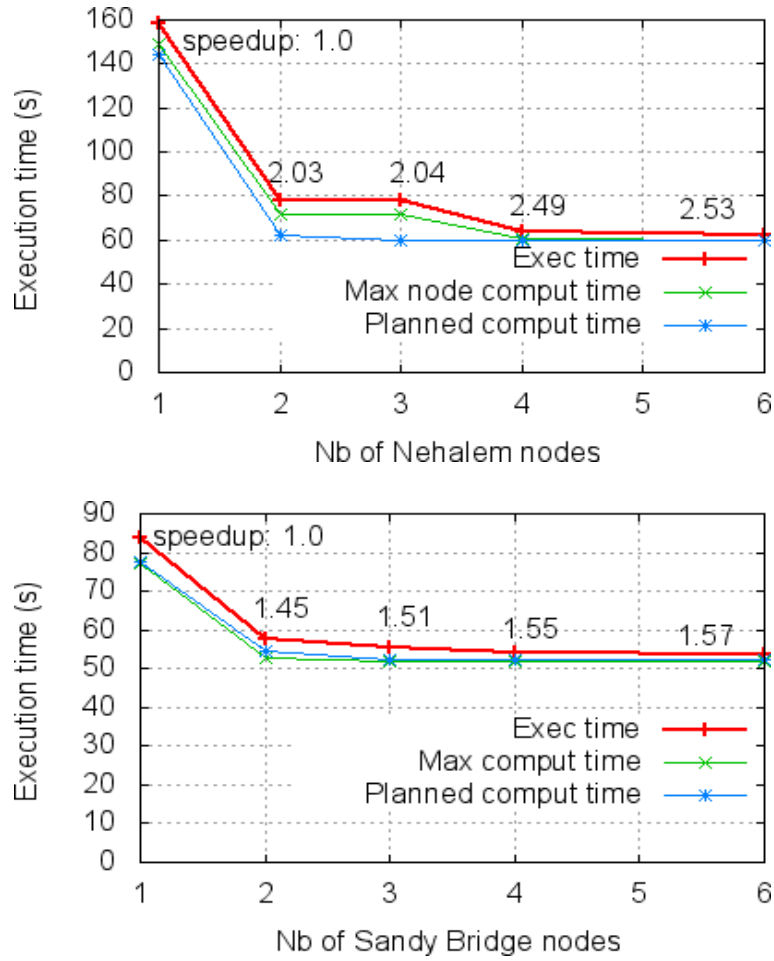 160
140
120
100
80
60
40
20
0
Execution time (s)
speedup: 1.0
2.03
2.04
2.49
2.53
Exec time
Max node comput time
Planned comput time
1 2 3 4 5 6
Nb of Nehalem nodes
90
80
70
60
50
40
30
20
10
0
Execution time (s)
speedup: 1.0
1.45
1.51
1.55
1.57
Exec time
Max comput time
Planned comput time
1 2 3 4 5 6
Nb of Sandy Bridge nodes